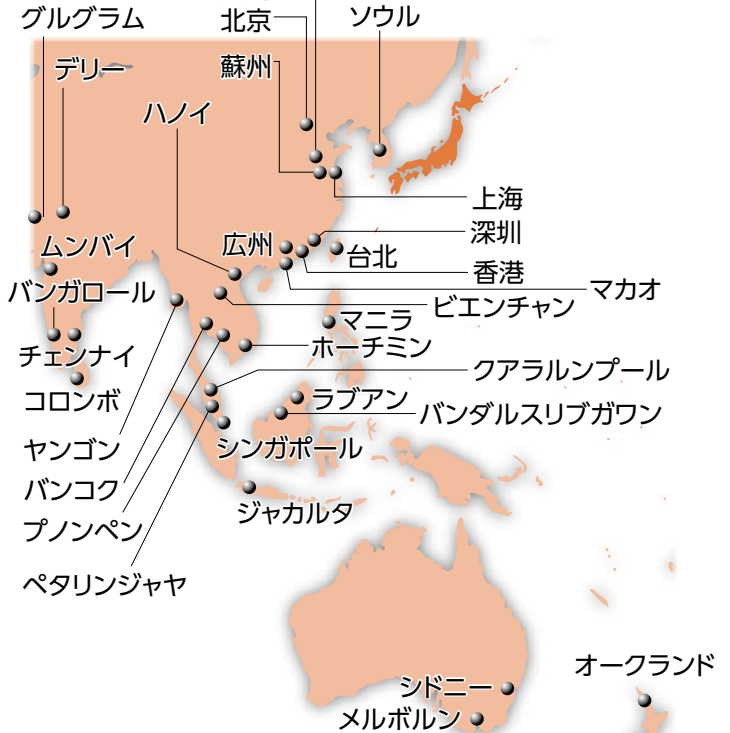 グルグラム
北京
ソウル
デリー
蘇州
ハノイ
上海
深圳
広州
台北
ムンバイ
香港
マカオ
バンガロール
ビエンチャン
マニラ
ホーチミン
チェンナイ
クアラルンプール
コロンボ
ラブアン
バンダルスリブガワン
シンガポール
ヤンゴン
バンコク
ジャカルタ
プノンペン
ペタリンジャヤ
オークランド
シドニー
メルボルン